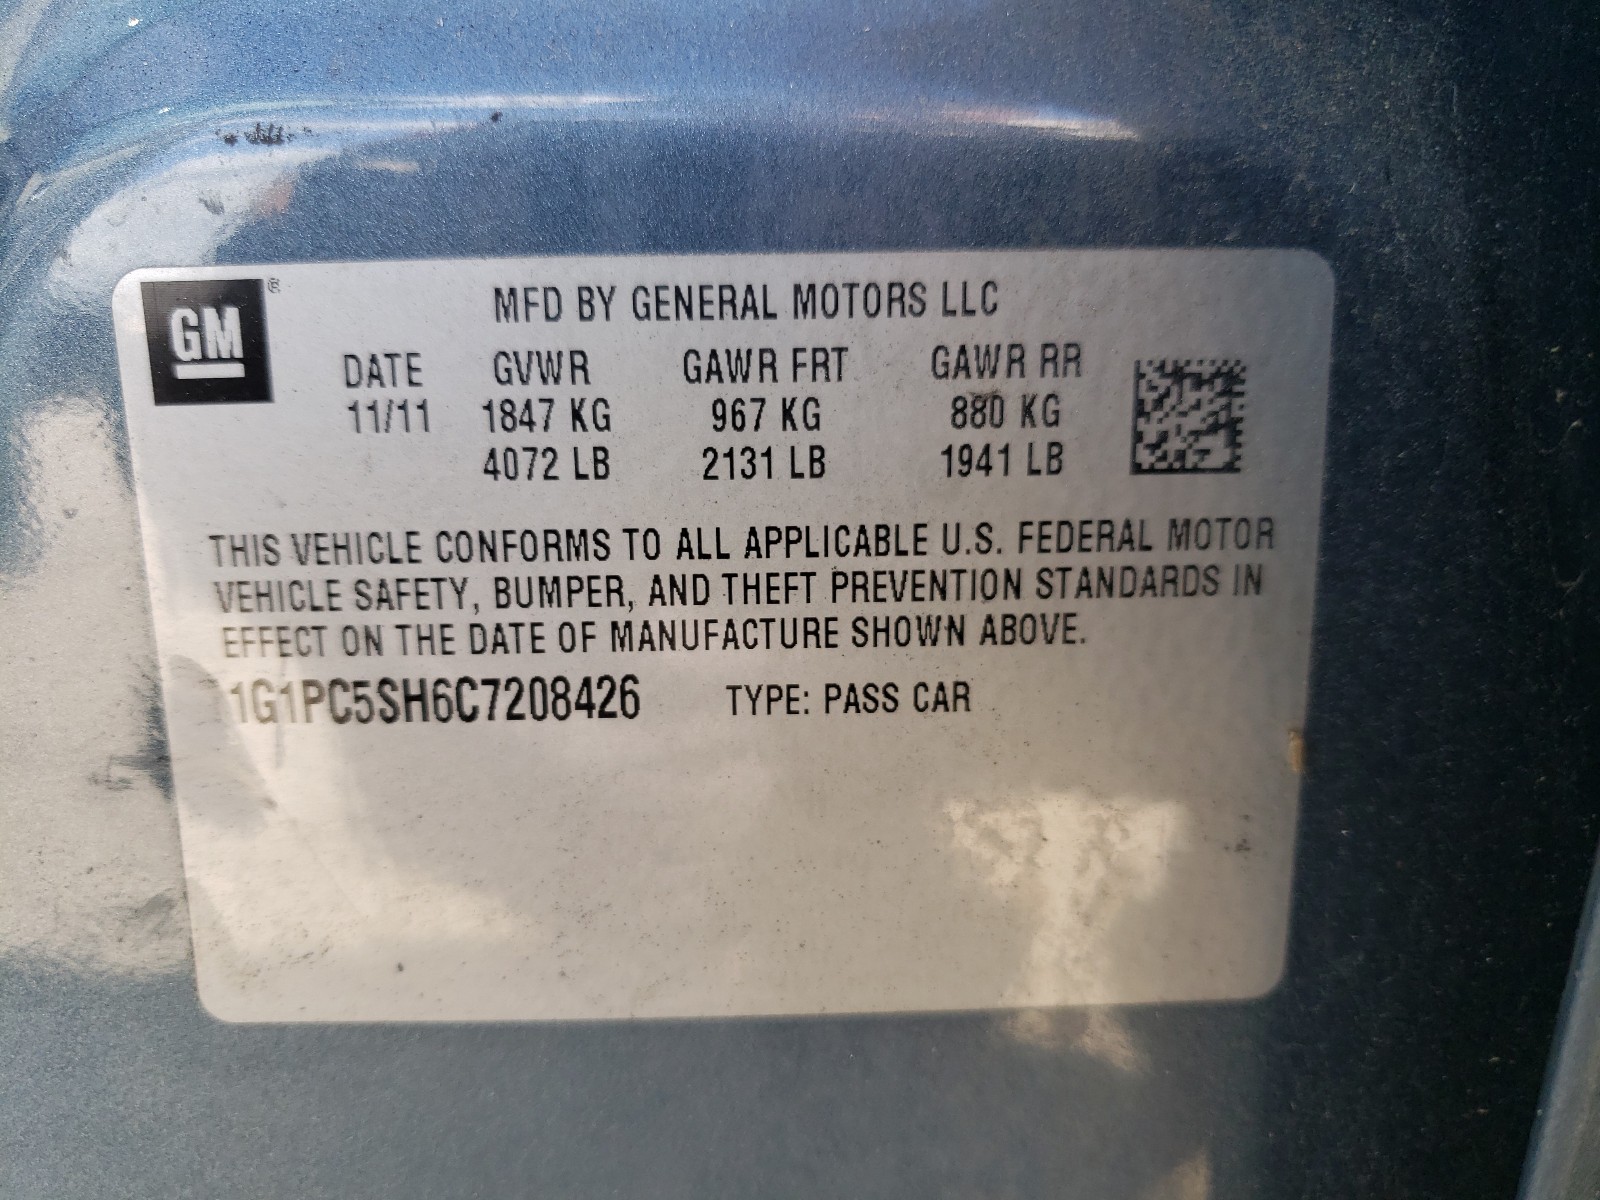 GM ®
MFD BY GENERAL MOTORS LLC
DATE GVWR GAWR FRT GAWR RR
11/11 1847 KG 967 KG 880 KG
4072 LB 2131 LB 1941 LB
THIS VEHICLE CONFORMS TO ALL APPLICABLE U.S. FEDERAL MOTOR
VEHICLE SAFETY, BUMPER, AND THEFT PREVENTION STANDARDS IN
EFFECT ON THE DATE OF MANUFACTURE SHOWN ABOVE.
1G1PC5SH6C7208426 TYPE: PASS CAR